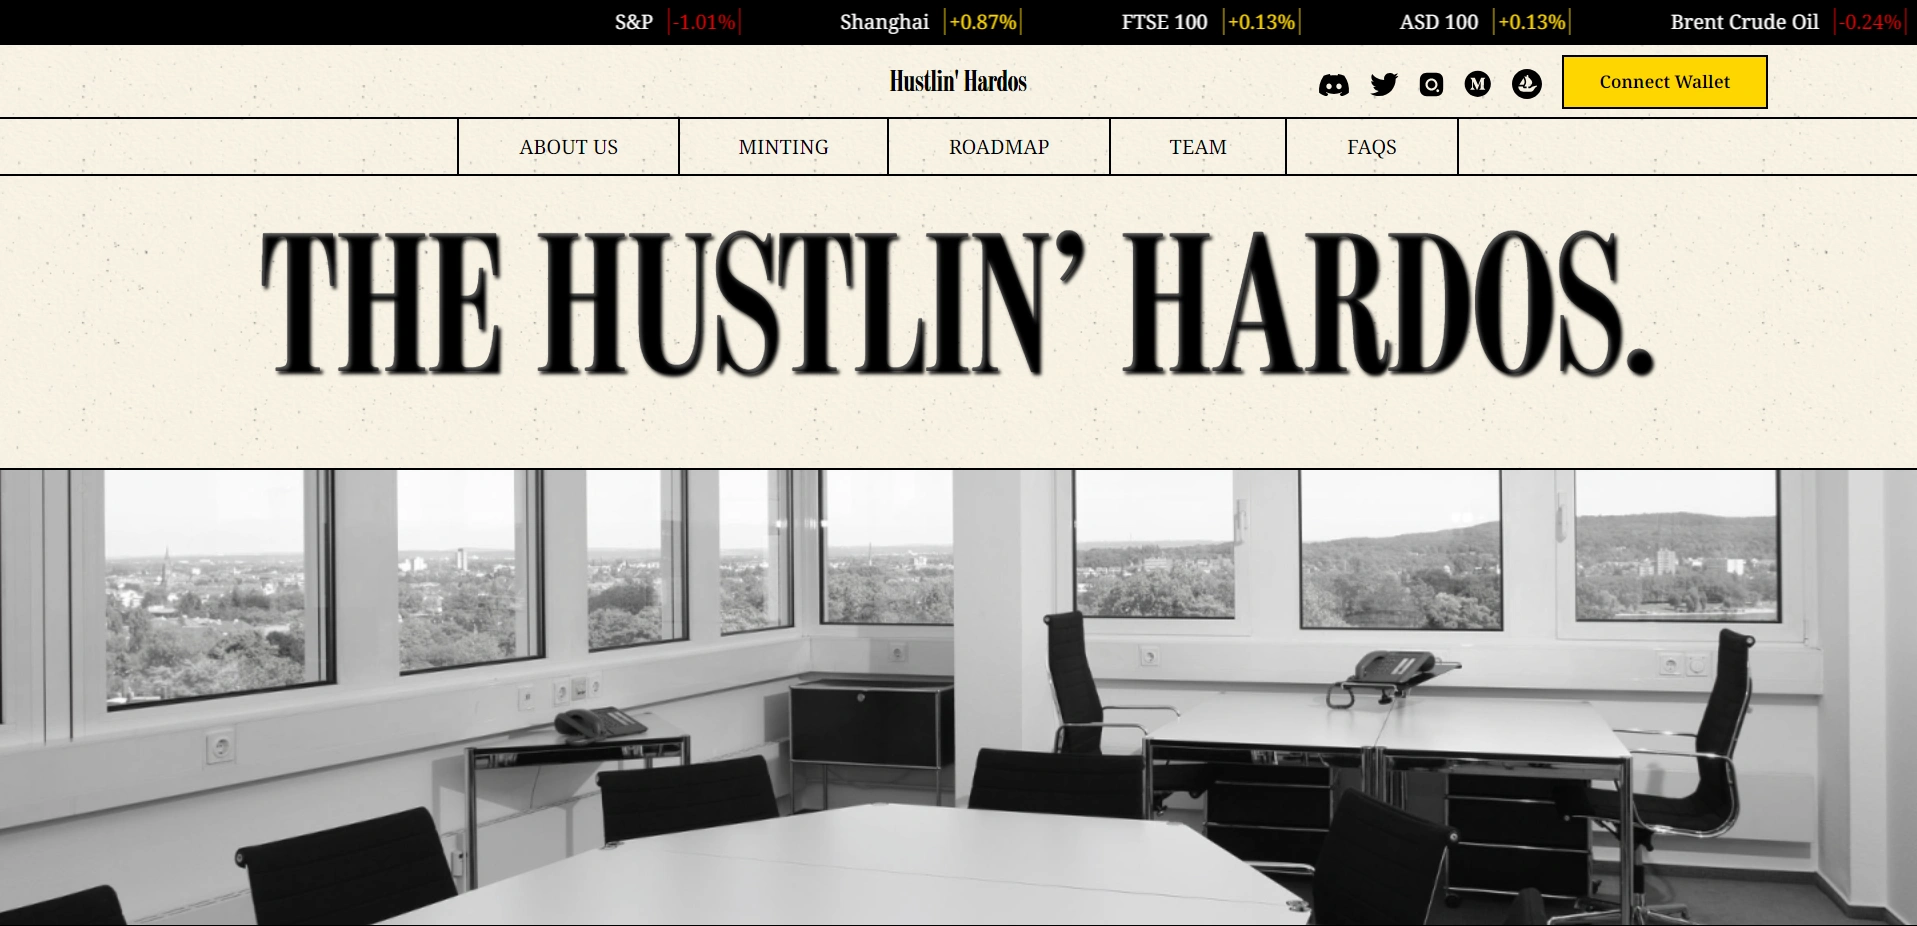 S&P -1.01% Shanghai +0.87% FTSE 100 +0.13% ASD 100 +0.13% Brent Crude Oil -0.24%
Hustlin' Hardos Connect Wallet
ABOUT US MINTING ROADMAP TEAM FAQS
THE HUSTLIN’ HARDOS.